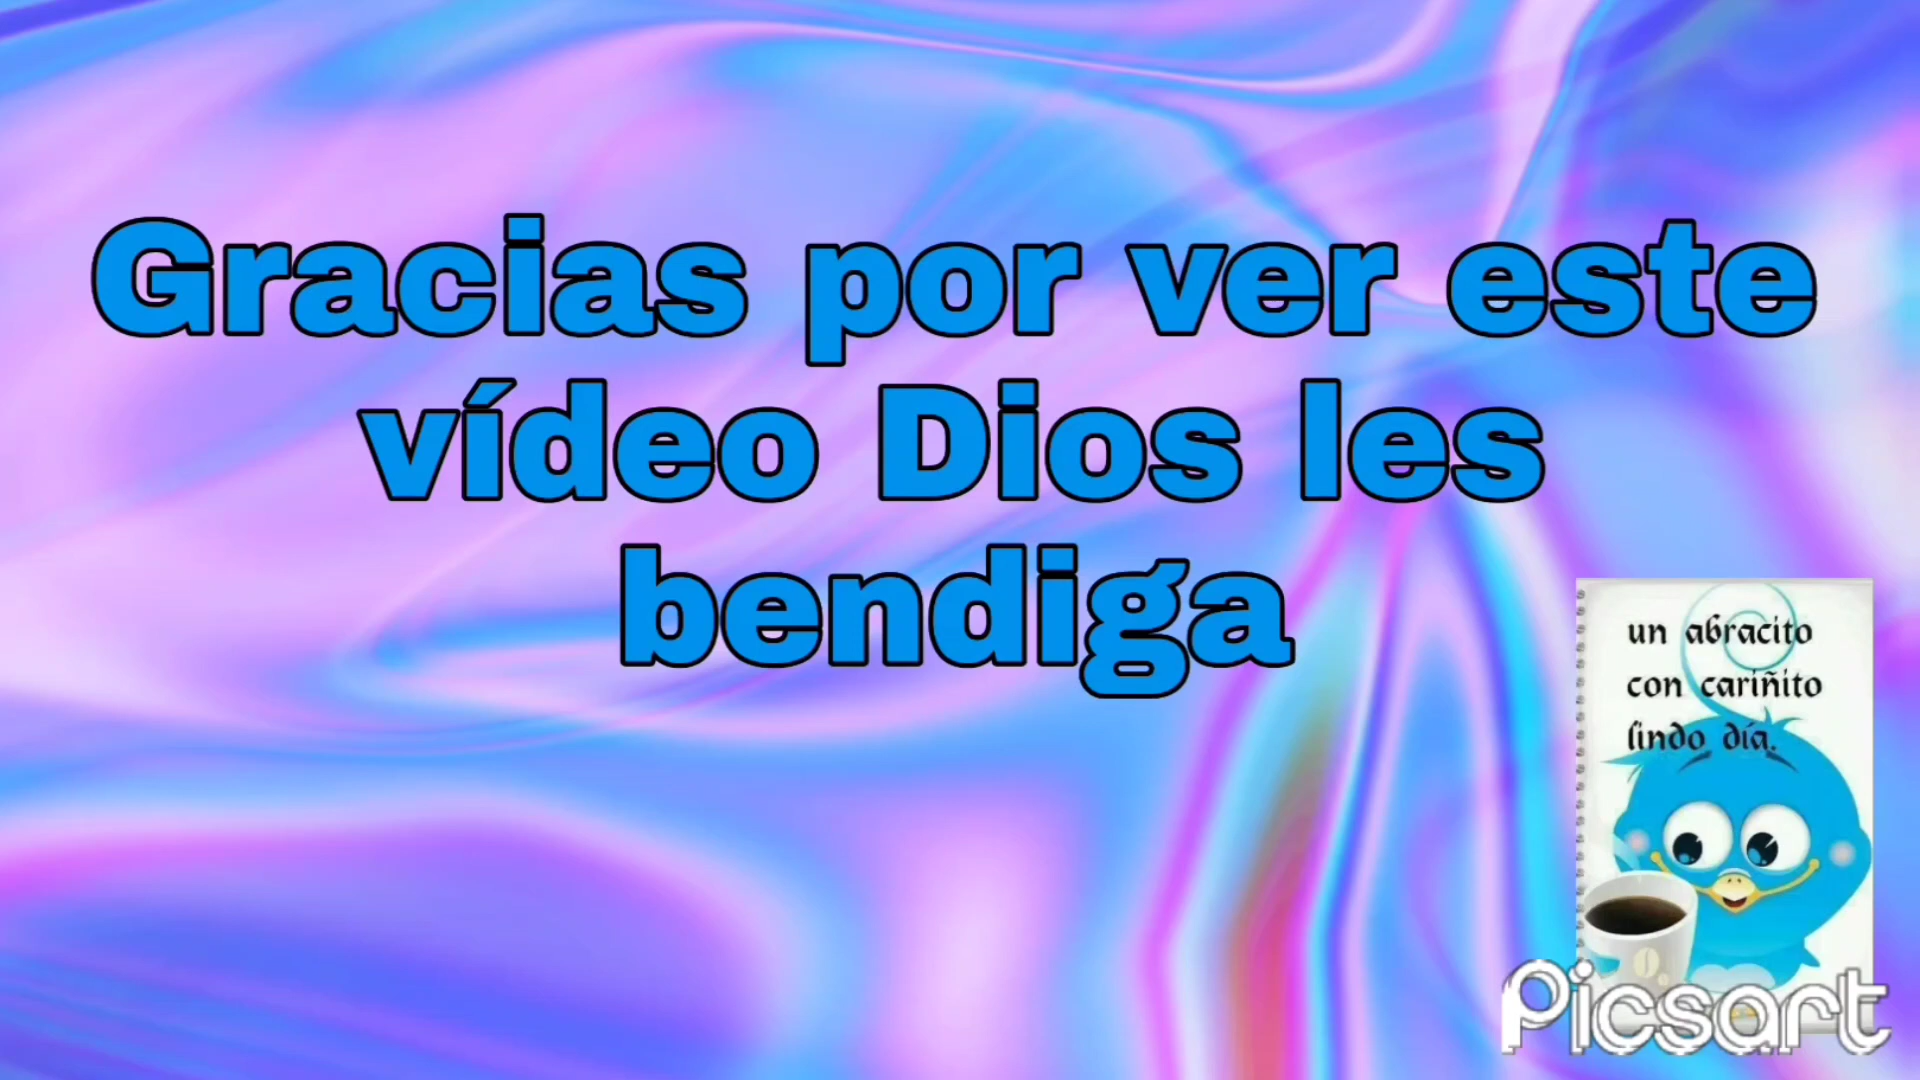 Gracias por ver este
vídeo Dios les
bendiga
un abracito
con cariñito
lindo día.
Picsart